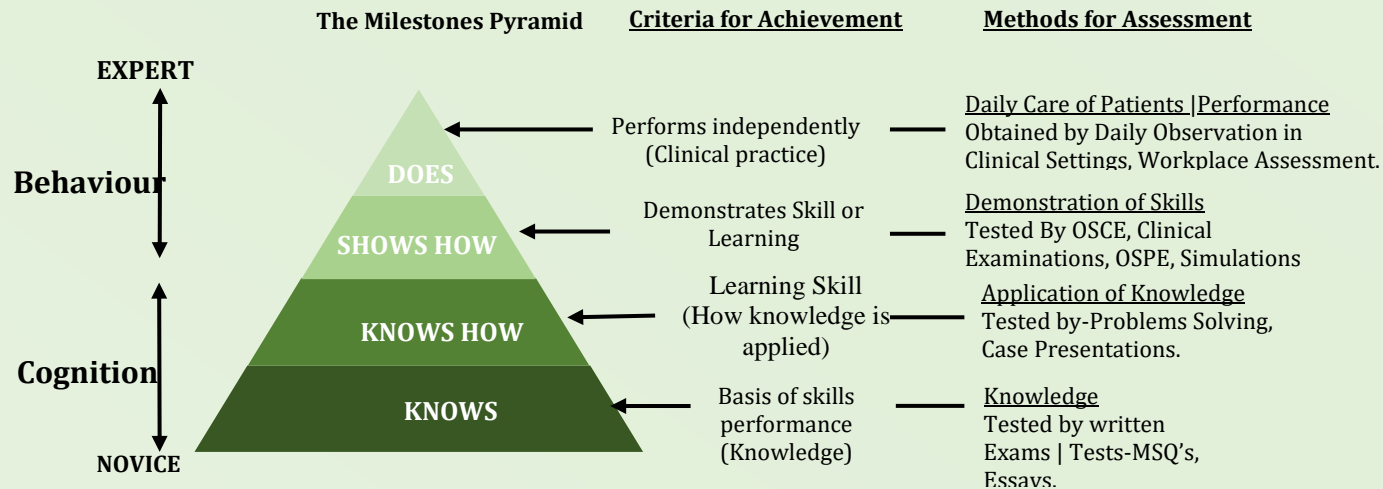 The Milestones Pyramid
Criteria for Achievement
Methods for Assessment
EXPERT
Behaviour
Cognition
NOVICE
DOES
SHOWS HOW
KNOWS HOW
KNOWS
Performs independently
(Clinical practice)
Demonstrates Skill or
Learning
Learning Skill
(How knowledge is
applied)
Basis of skills
performance
(Knowledge)
Daily Care of Patients |Performance
Obtained by Daily Observation in
Clinical Settings, Workplace Assessment.
Demonstration of Skills
Tested By OSCE, Clinical
Examinations, OSPE, Simulations
Application of Knowledge
Tested by-Problems Solving,
Case Presentations.
Knowledge
Tested by written
Exams | Tests-MSQ’s,
Essays.